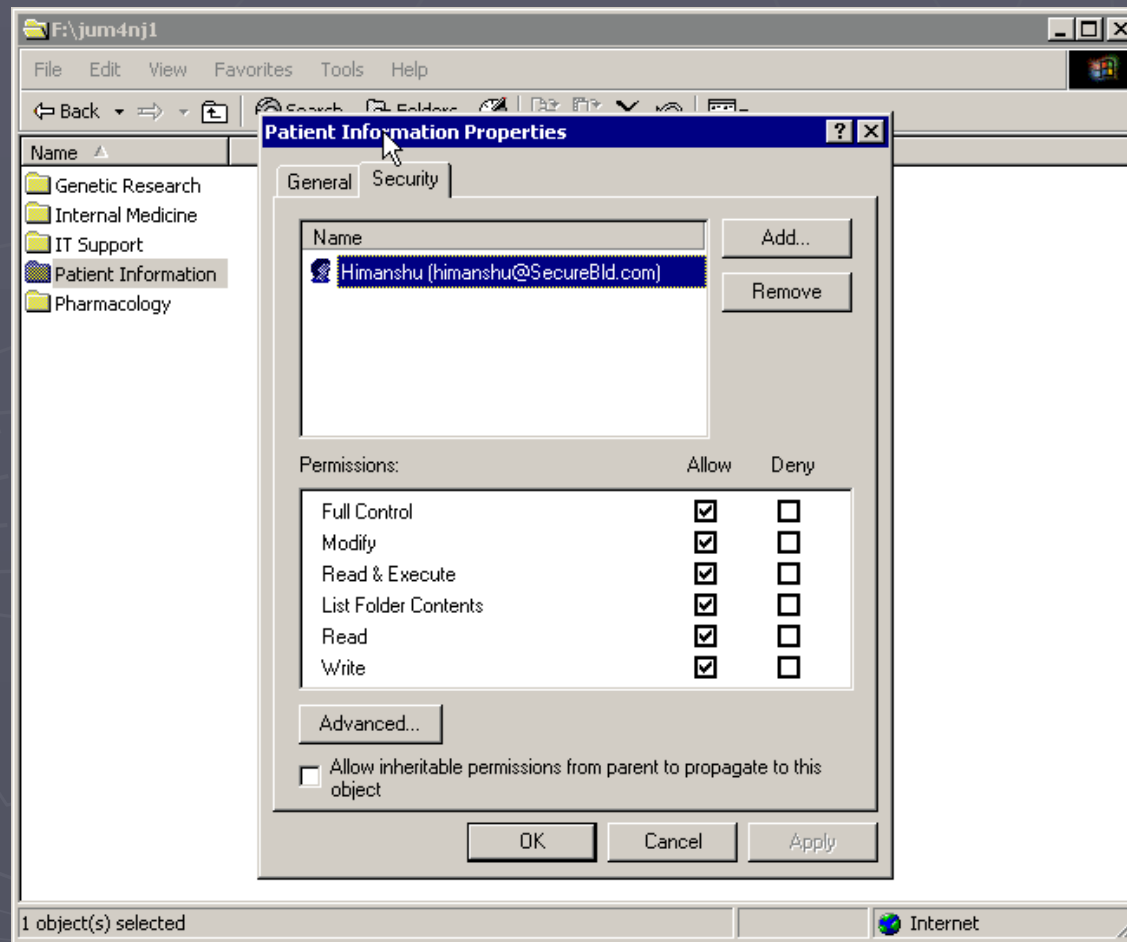 F:\jum4nj1
File Edit View Favorites Tools Help
Back Search Folders
Patient Information Properties
Name
General Security
Genetic Research
Internal Medicine
IT Support
Patient Information
Pharmacology
Name
Himanshu (himanshu@SecureBld.com)
Add...
Remove
Permissions: Allow Deny
Full Control
Modify
Read & Execute
List Folder Contents
Read
Write
Advanced...
Allow inheritable permissions from parent to propagate to this
object
OK Cancel Apply
1 object(s) selected Internet